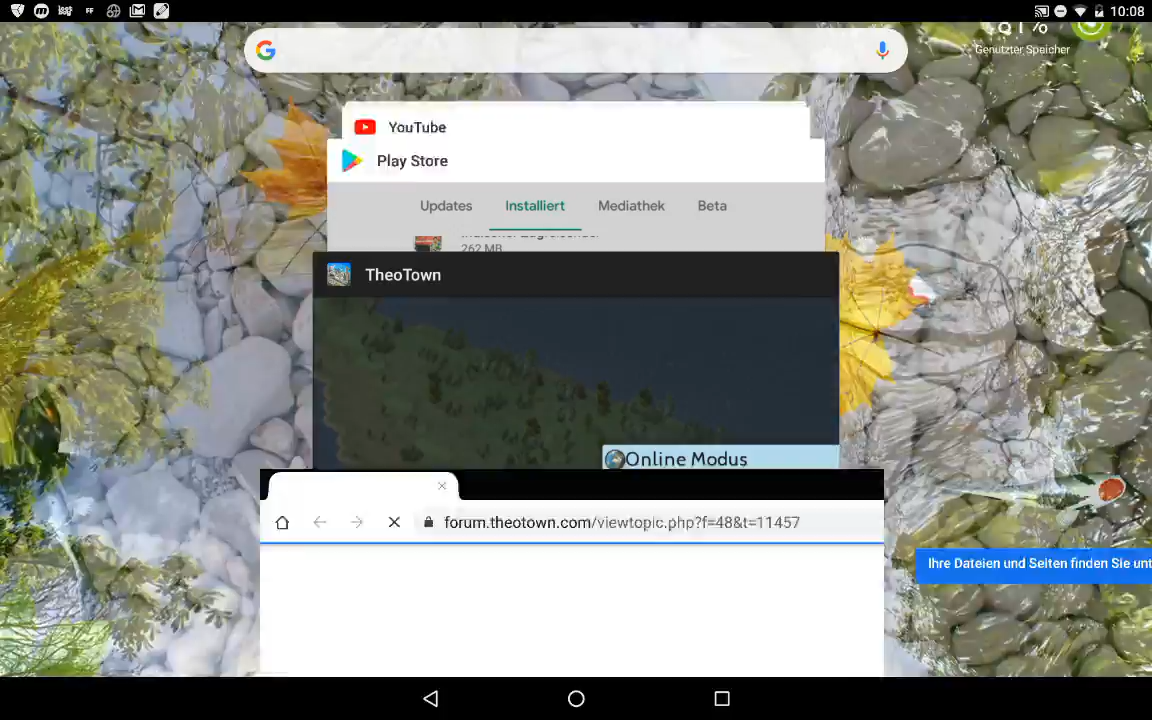 10:08
Genutzter Speicher
YouTube
Play Store
Updates Installiert Mediathek Beta
262 MB
TheoTown
Online Modus
forum.theotown.com/viewtopic.php?f=48&t=11457
Ihre Dateien und Seiten finden Sie unt